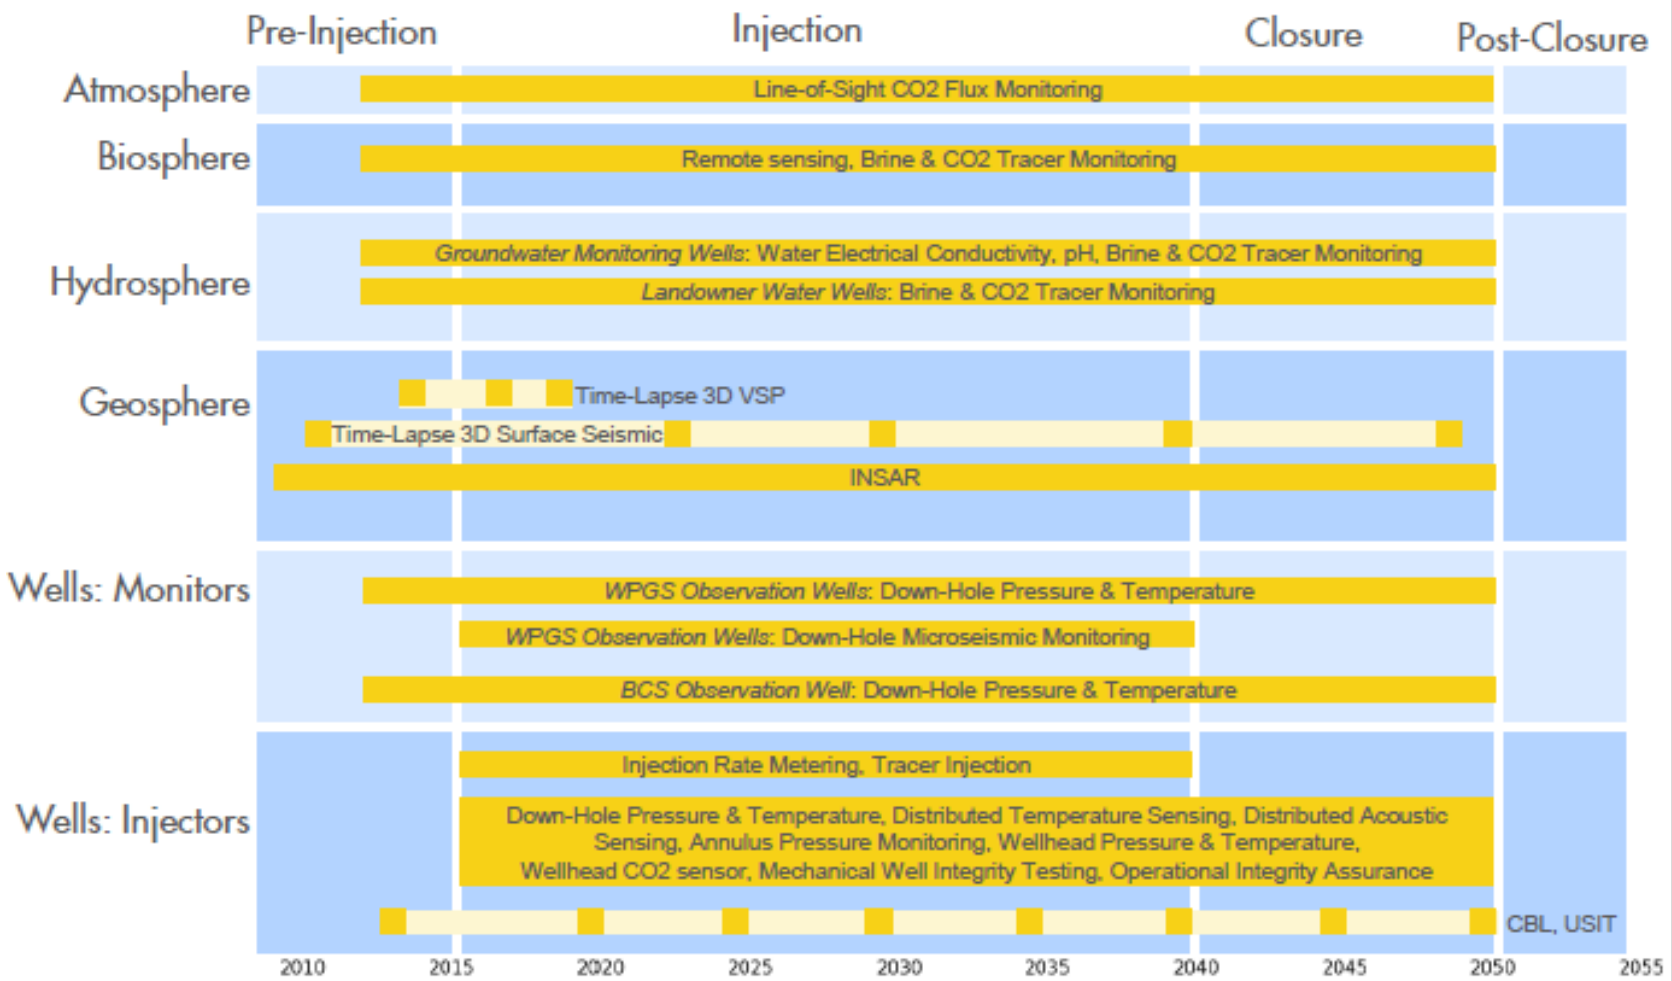 Pre-Injection Injection Closure Post-Closure
Atmosphere
Line-of-Sight CO2 Flux Monitoring
Biosphere
Remote sensing, Brine & CO2 Tracer Monitoring
Hydrosphere
Groundwater Monitoring Wells: Water Electrical Conductivity, pH, Brine & CO2 Tracer Monitoring
Landowner Water Wells: Brine & CO2 Tracer Monitoring
Geosphere
Time-Lapse 3D VSP
Time-Lapse 3D Surface Seismic
INSAR
Wells: Monitors
WPGS Observation Wells: Down-Hole Pressure & Temperature
WPGS Observation Wells: Down-Hole Microseismic Monitoring
BCS Observation Well: Down-Hole Pressure & Temperature
Wells: Injectors
Injection Rate Metering, Tracer Injection
Down-Hole Pressure & Temperature, Distributed Temperature Sensing, Distributed Acoustic
Sensing, Annulus Pressure Monitoring, Wellhead Pressure & Temperature,
Wellhead CO2 sensor, Mechanical Well Integrity Testing, Operational Integrity Assurance
CBL, USIT
2010 2015 2020 2025 2030 2035 2040 2045 2050 2055